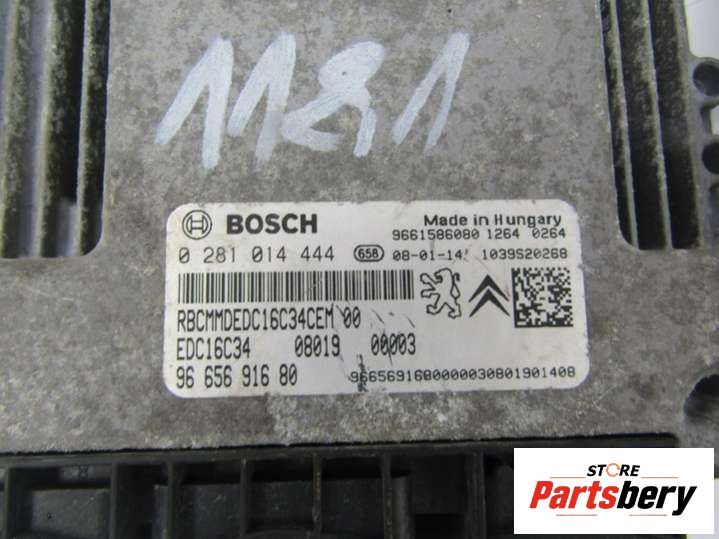 1181
BOSCH
Made in Hungary
9661586080 1264 0264
0 281 014 444 658 08-01-14 1039S20268
RBCMMDEDC16C34CEM 00
EDC16C34 08019 00003
96 656 916 80
9665691680000030801901408
STORE
Partsbery